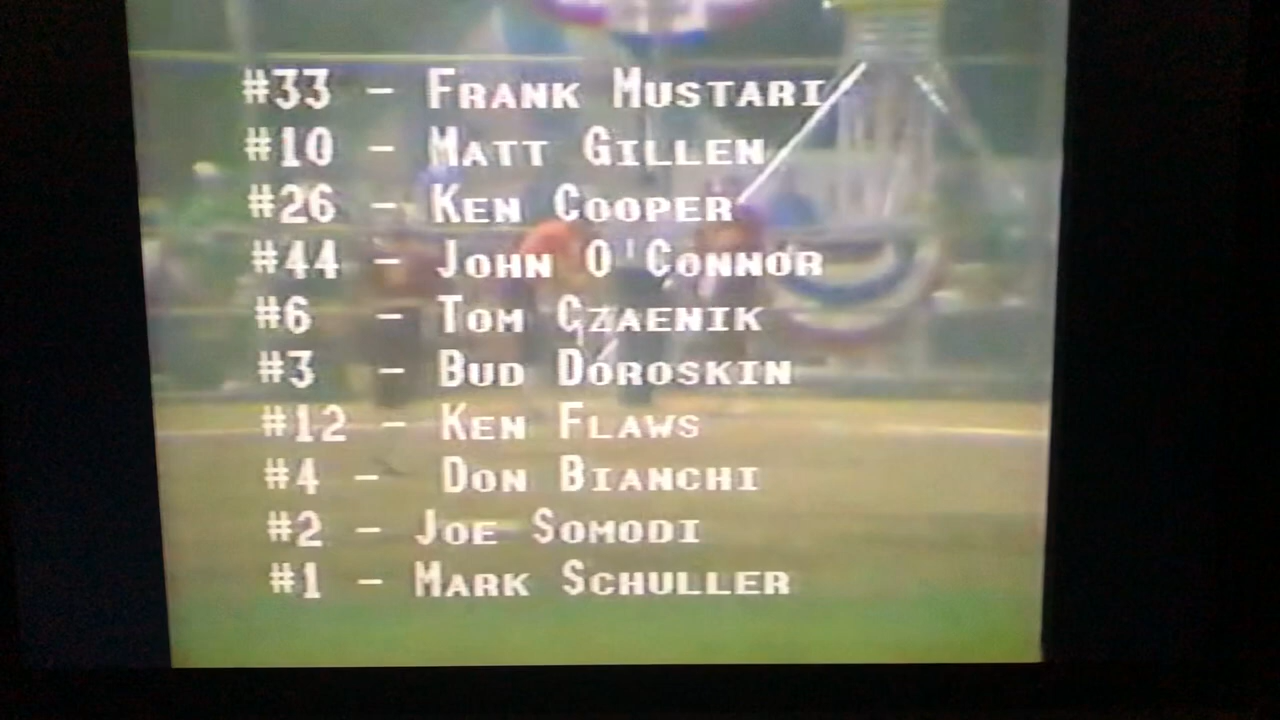 #33 - FRANK MUSTARI
#10 - MATT GILLEN
#26 - KEN COOPER
#44 - JOHN O'CONNOR
#6 - TOM CZAENIK
#3 - BUD DOROSKIN
#12 - KEN FLAWS
#4 - DON BIANCHI
#2 - JOE SOMODI
#1 - MARK SCHULLER